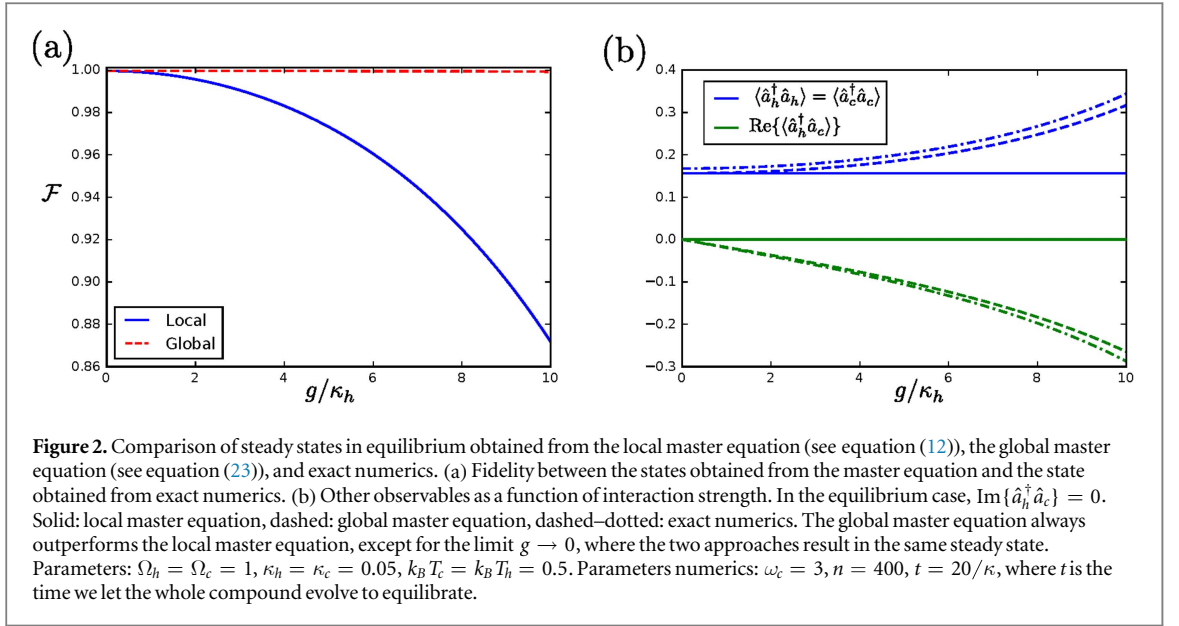 (a)
1.00
0.98
0.96
0.94
0.92
0.90
0.88
0.86
ℱ
Local
Global
0 2 4 6 8 10
g/κ_h
(b)
0.4
0.3
0.2
0.1
0.0
−0.1
−0.2
−0.3
⟨â†_h â_h⟩ = ⟨â†_c â_c⟩
Re{⟨â†_h â_c⟩}
0 2 4 6 8 10
g/κ_h
Figure 2. Comparison of steady states in equilibrium obtained from the local master equation (see equation (12)), the global master
equation (see equation (23)), and exact numerics. (a) Fidelity between the states obtained from the master equation and the state
obtained from exact numerics. (b) Other observables as a function of interaction strength. In the equilibrium case, Im{â†_h â_c} = 0.
Solid: local master equation, dashed: global master equation, dashed–dotted: exact numerics. The global master equation always
outperforms the local master equation, except for the limit g → 0, where the two approaches result in the same steady state.
Parameters: Ω_h = Ω_c = 1, κ_h = κ_c = 0.05, k_B T_c = k_B T_h = 0.5. Parameters numerics: ω_c = 3, n = 400, t = 20/κ, where t is the
time we let the whole compound evolve to equilibrate.